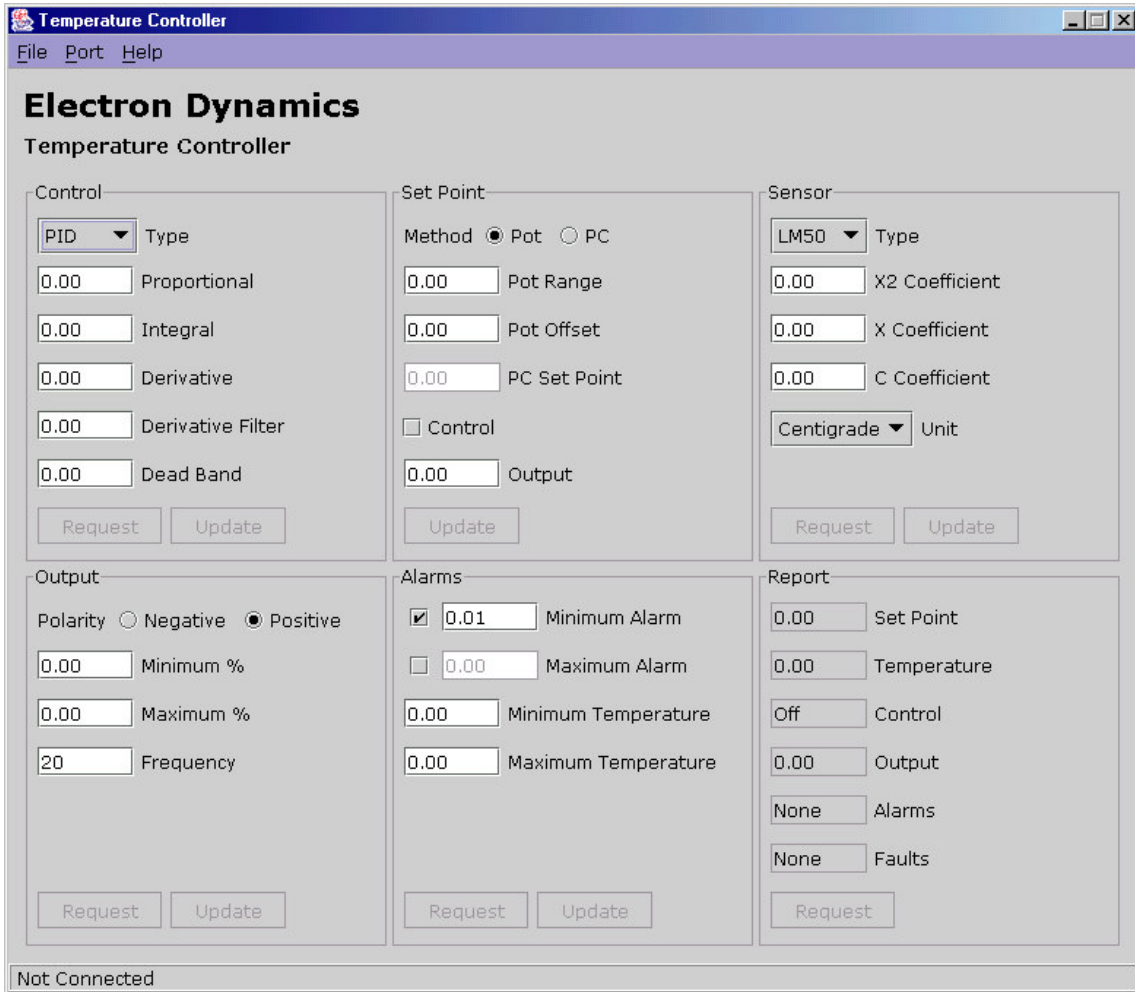 Temperature Controller
File Port Help
Electron Dynamics
Temperature Controller
Control
PID Type
0.00 Proportional
0.00 Integral
0.00 Derivative
0.00 Derivative Filter
0.00 Dead Band
Request Update
Set Point
Method Pot PC
0.00 Pot Range
0.00 Pot Offset
0.00 PC Set Point
Control
0.00 Output
Update
Sensor
LM50 Type
0.00 X2 Coefficient
0.00 X Coefficient
0.00 C Coefficient
Centigrade Unit
Request Update
Output
Polarity Negative Positive
0.00 Minimum %
0.00 Maximum %
20 Frequency
Request Update
Alarms
0.01 Minimum Alarm
0.00 Maximum Alarm
0.00 Minimum Temperature
0.00 Maximum Temperature
Request Update
Report
0.00 Set Point
0.00 Temperature
Off Control
0.00 Output
None Alarms
None Faults
Request
Not Connected